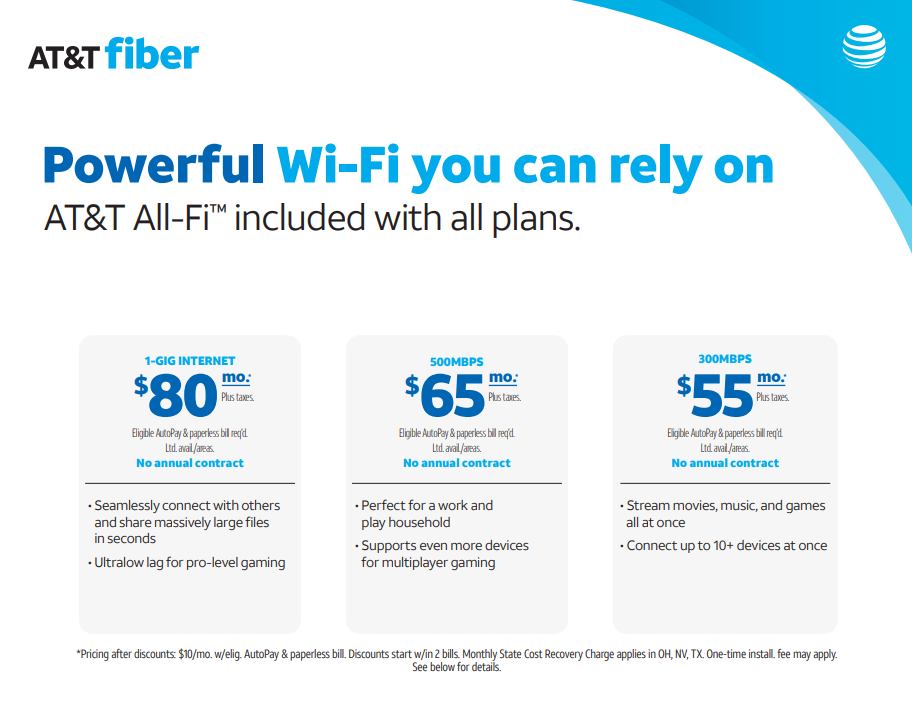 AT&T fiber
Powerful Wi-Fi you can rely on
AT&T All-Fi™ included with all plans.
1-GIG INTERNET
$80 mo.*
Plus taxes.
Eligible AutoPay & paperless bill req'd.
Ltd. avail./areas.
No annual contract
• Seamlessly connect with others
and share massively large files
in seconds
• Ultralow lag for pro-level gaming
500MBPS
$65 mo.*
Plus taxes.
Eligible AutoPay & paperless bill req'd.
Ltd. avail./areas.
No annual contract
• Perfect for a work and
play household
• Supports even more devices
for multiplayer gaming
300MBPS
$55 mo.*
Plus taxes.
Eligible AutoPay & paperless bill req'd.
Ltd. avail./areas.
No annual contract
• Stream movies, music, and games
all at once
• Connect up to 10+ devices at once
*Pricing after discounts: $10/mo. w/elig. AutoPay & paperless bill. Discounts start w/in 2 bills. Monthly State Cost Recovery Charge applies in OH, NV, TX. One-time install. fee may apply.
See below for details.